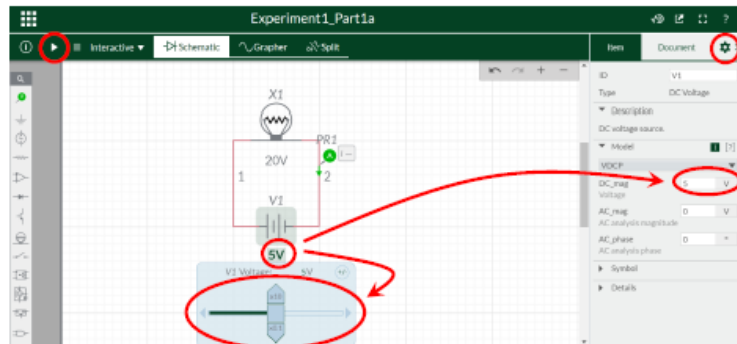 Experiment1_Part1a
Interactive Schematic Grapher Split
Item Document
ID V1
Type DC Voltage
Description
DC voltage source.
Model [?]
VDCP
DC_mag 5 V
Voltage
AC_mag 0 V
AC analysis magnitude
AC_phase 0 °
AC analysis phase
Symbol
Details
X1
20V
PR1
A
1 2
V1
5V
V1 Voltage: 5V
x10